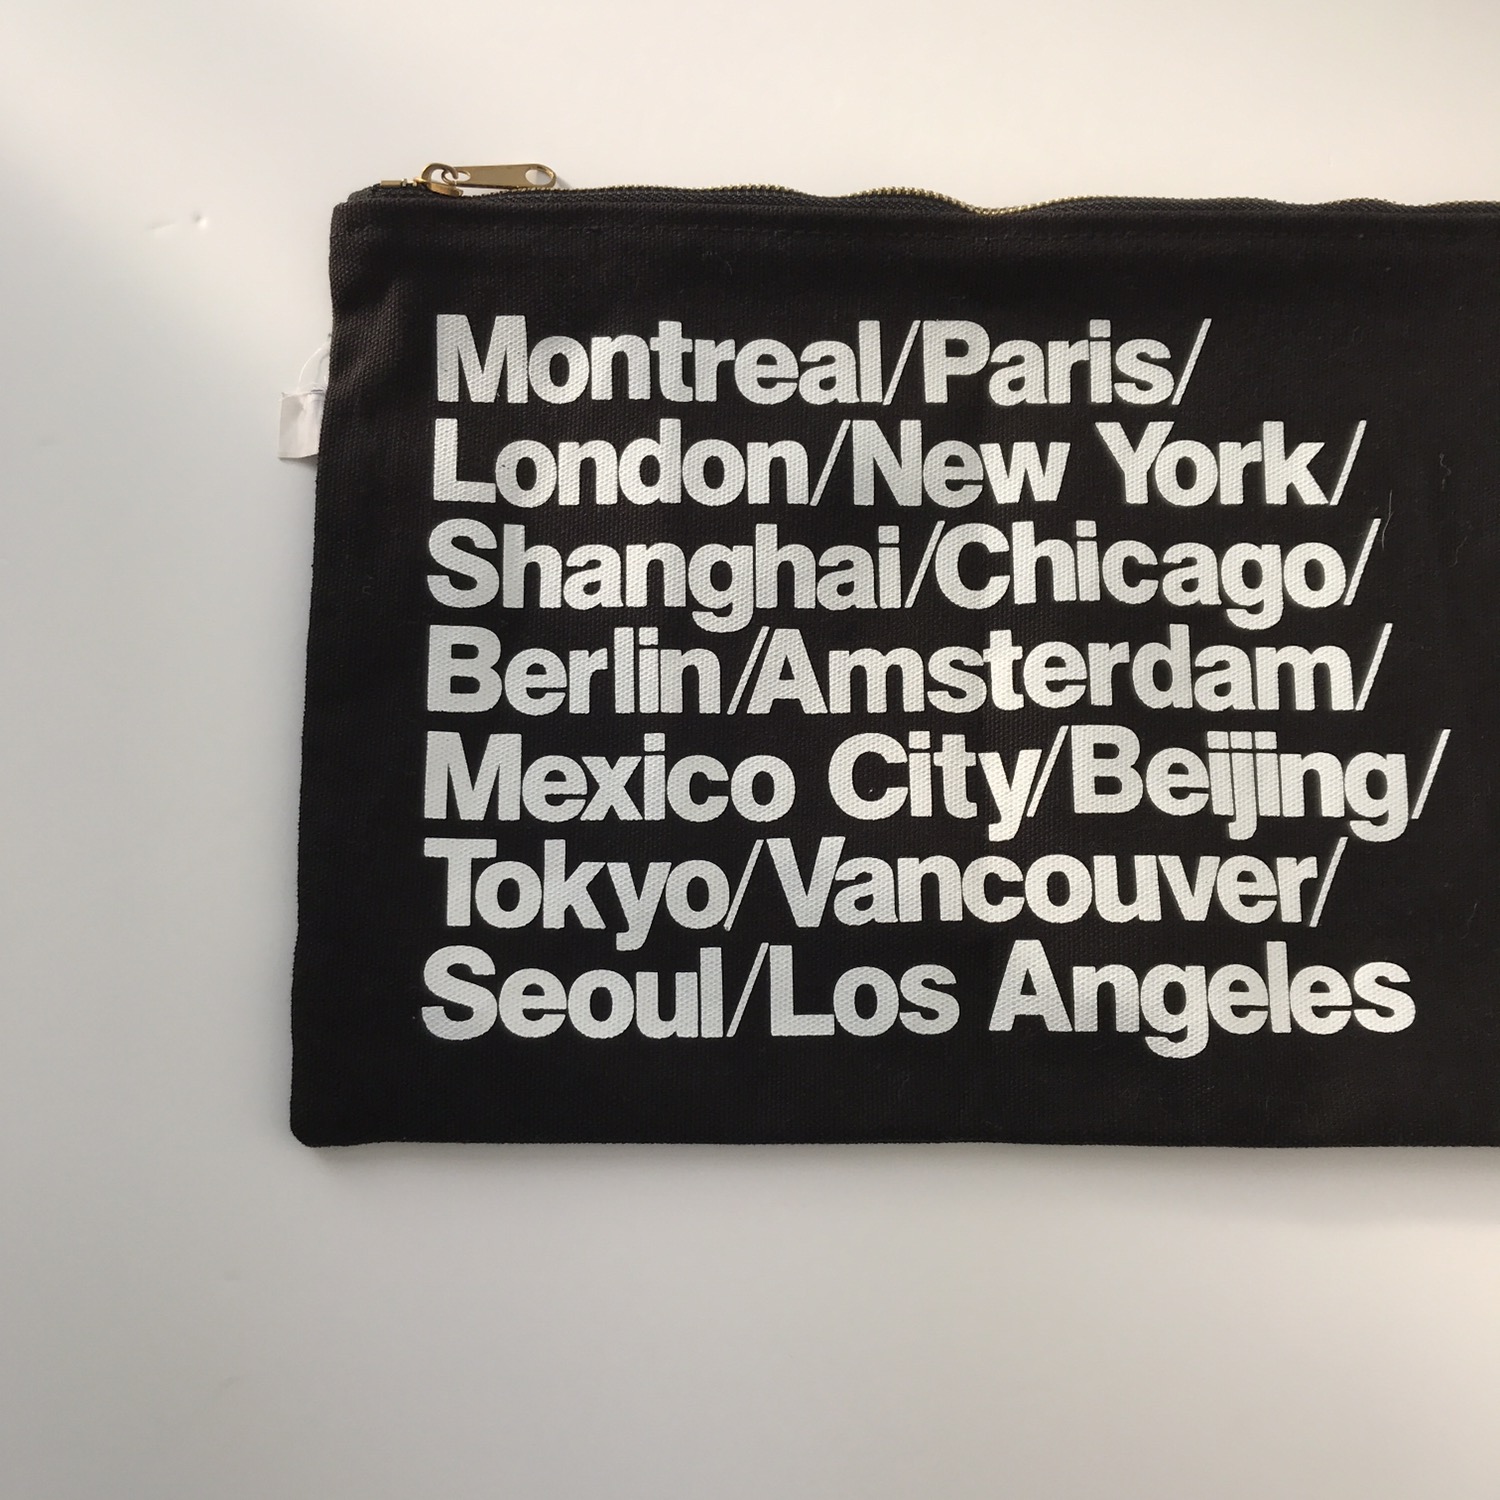 Montreal/Paris/
London/New York/
Shanghai/Chicago/
Berlin/Amsterdam/
Mexico City/Beijing/
Tokyo/Vancouver/
Seoul/Los Angeles